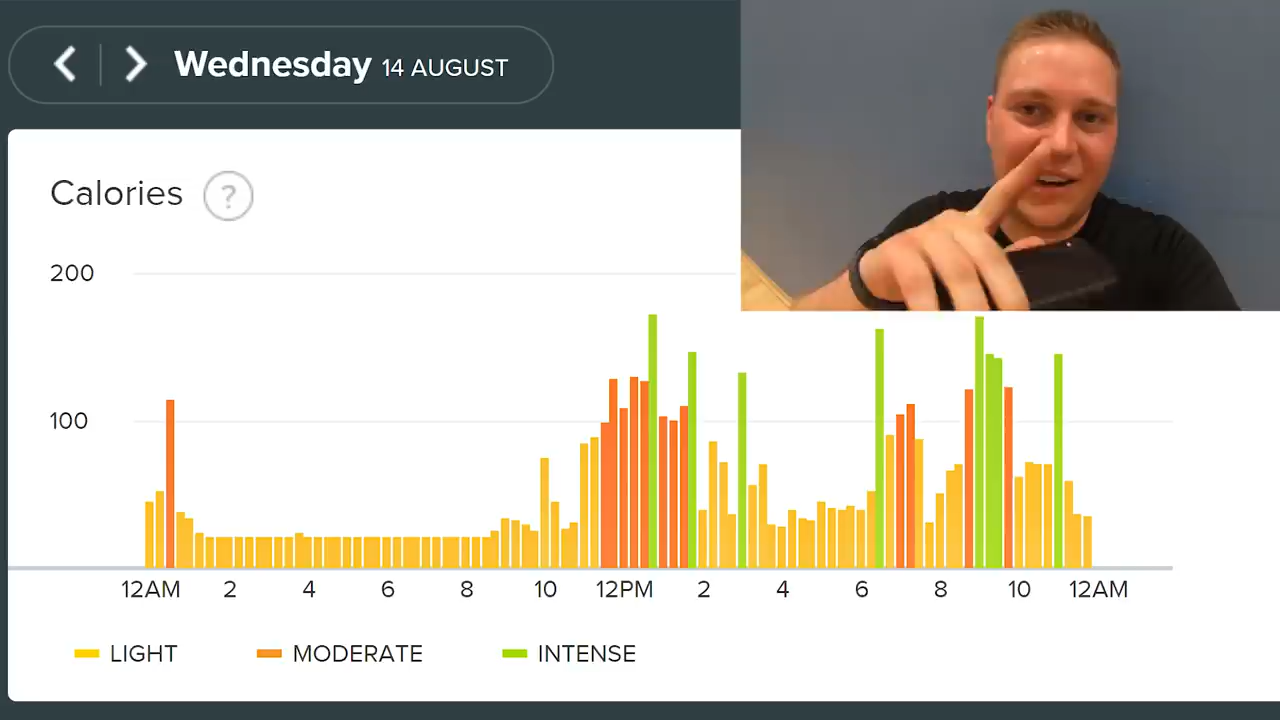 Wednesday 14 AUGUST
Calories ?
200
100
12AM 2 4 6 8 10 12PM 2 4 6 8 10 12AM
LIGHT MODERATE INTENSE